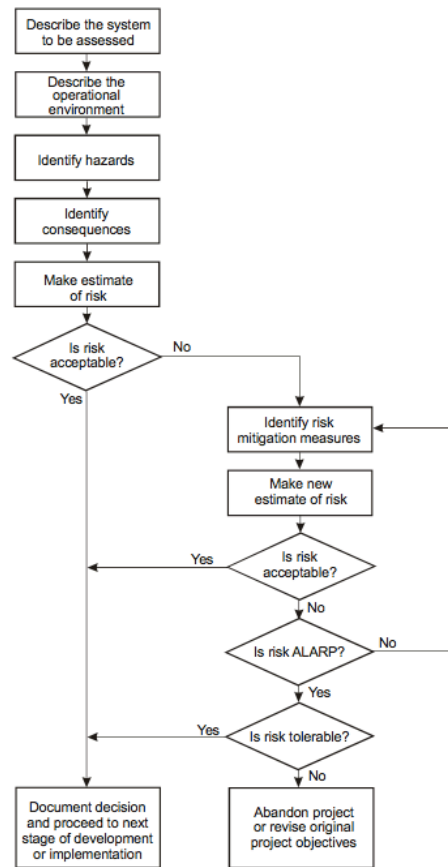 Describe the system
to be assessed
Describe the
operational
environment
Identify hazards
Identify
consequences
Make estimate
of risk
Is risk
acceptable?
No
Yes
Identify risk
mitigation measures
Make new
estimate of risk
Is risk
acceptable?
Yes
No
Is risk ALARP?
No
Yes
Is risk tolerable?
Yes
No
Document decision
and proceed to next
stage of development
or implementation
Abandon project
or revise original
project objectives